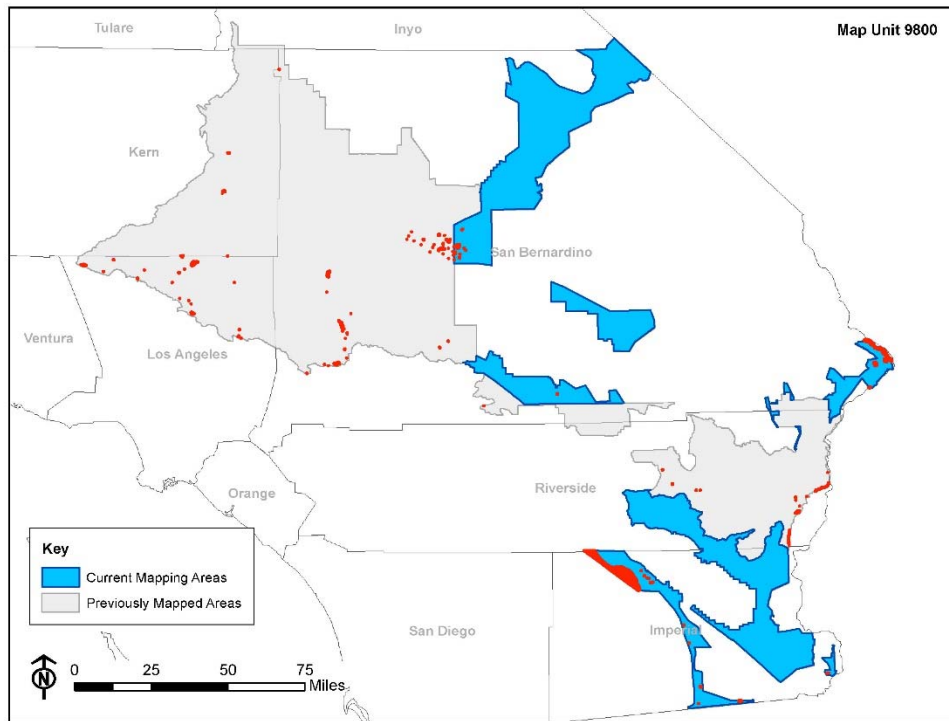 Tulare
Inyo
Map Unit 9800
Kern
San Bernardino
Ventura
Los Angeles
Orange
Riverside
Key
Current Mapping Areas
Previously Mapped Areas
San Diego
Imperial
N
0 25 50 75
Miles